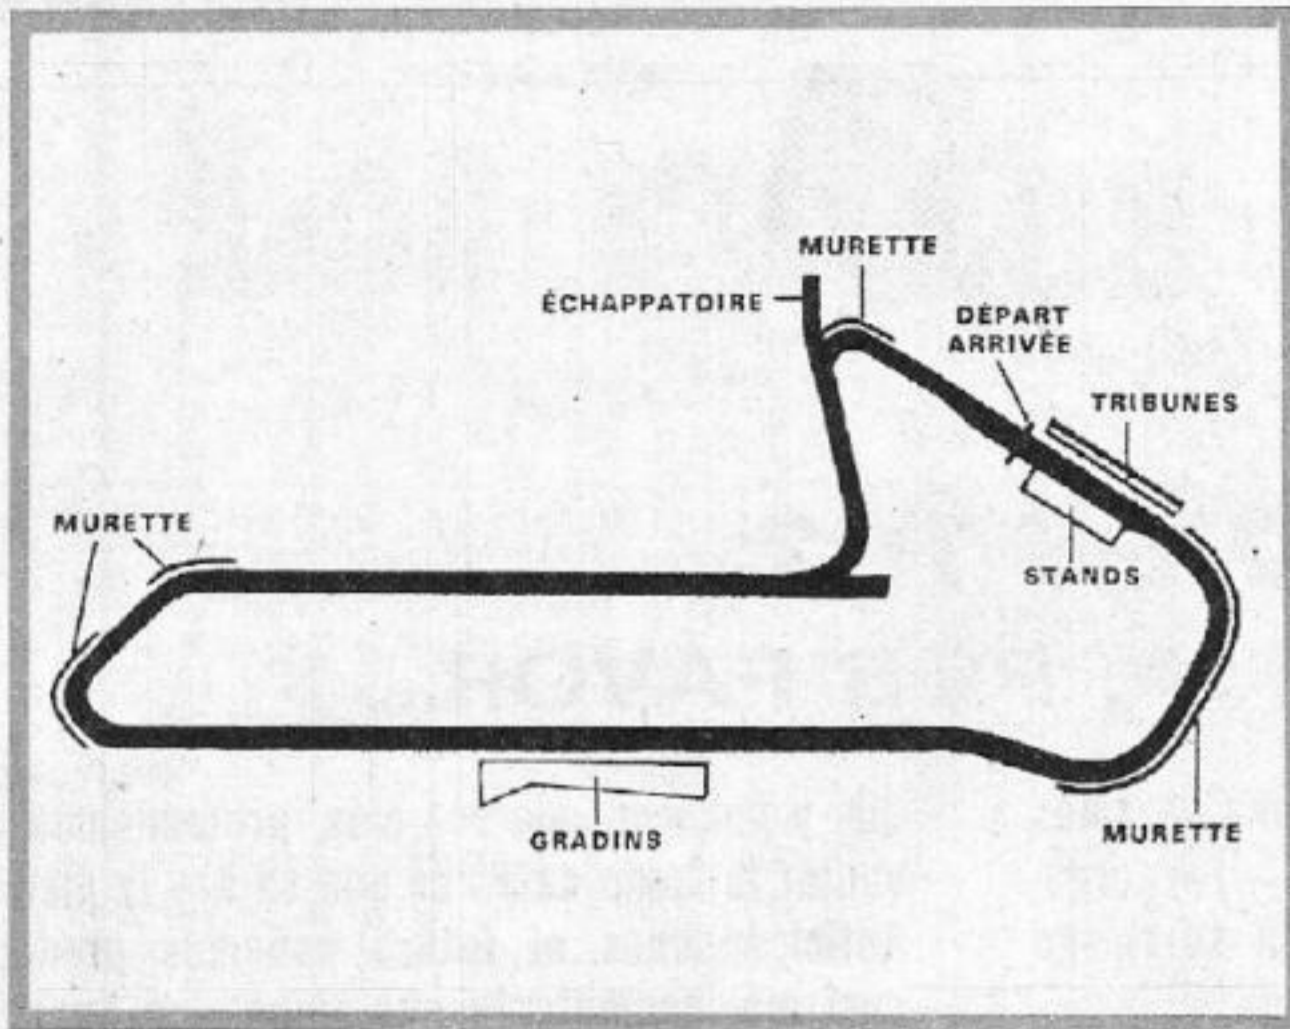 MURETTE
ÉCHAPPATOIRE
DÉPART
ARRIVÉE
TRIBUNES
MURETTE
STANDS
GRADINS
MURETTE